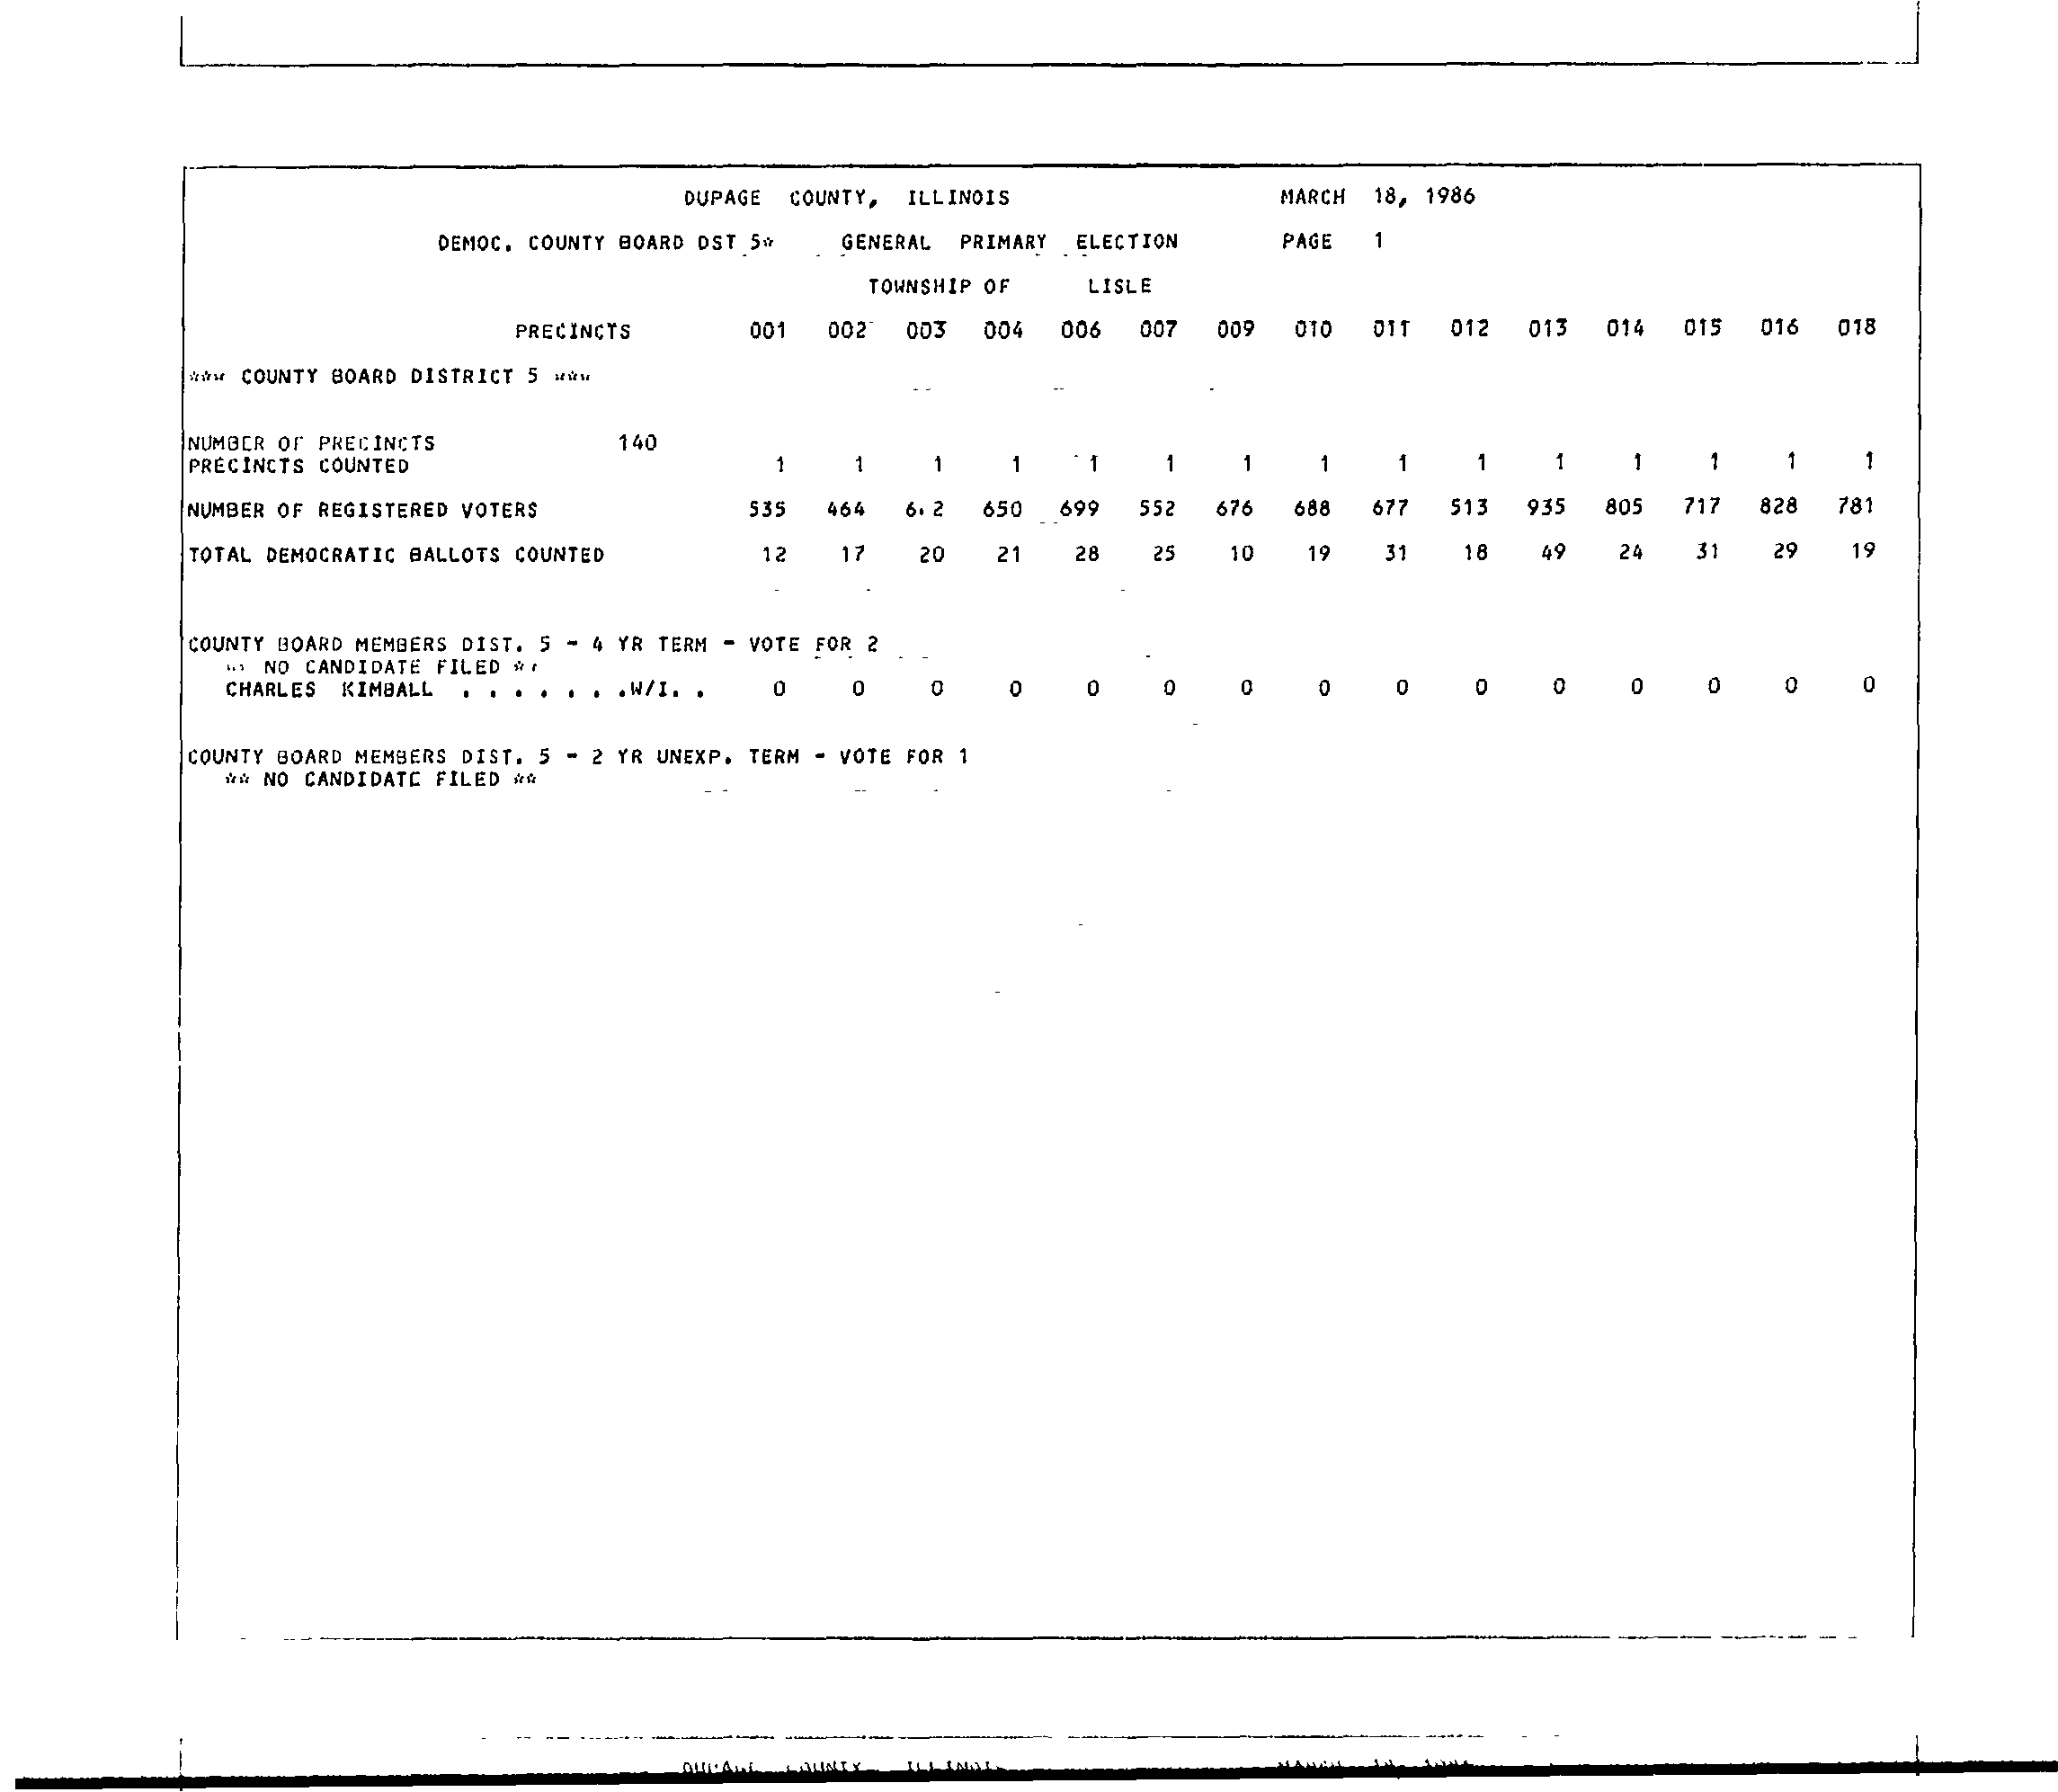 DUPAGE COUNTY, ILLINOIS MARCH 18, 1986
DEMOC. COUNTY BOARD DST 5* GENERAL PRIMARY ELECTION PAGE 1
TOWNSHIP OF LISLE
PRECINCTS 001 002 003 004 006 007 009 010 011 012 013 014 015 016 018
*** COUNTY BOARD DISTRICT 5 ***
NUMBER OF PRECINCTS 140
PRECINCTS COUNTED 1 1 1 1 1 1 1 1 1 1 1 1 1 1 1
NUMBER OF REGISTERED VOTERS 535 464 650 699 552 676 688 677 513 935 805 717 828 781
TOTAL DEMOCRATIC BALLOTS COUNTED 12 17 20 21 28 25 10 19 31 18 49 24 31 29 19
COUNTY BOARD MEMBERS DIST. 5 - 4 YR TERM - VOTE FOR 2
** NO CANDIDATE FILED **
CHARLES KIMBALL . . . . . . .W/I. . 0 0 0 0 0 0 0 0 0 0 0 0 0 0 0
COUNTY BOARD MEMBERS DIST. 5 - 2 YR UNEXP. TERM - VOTE FOR 1
** NO CANDIDATE FILED **